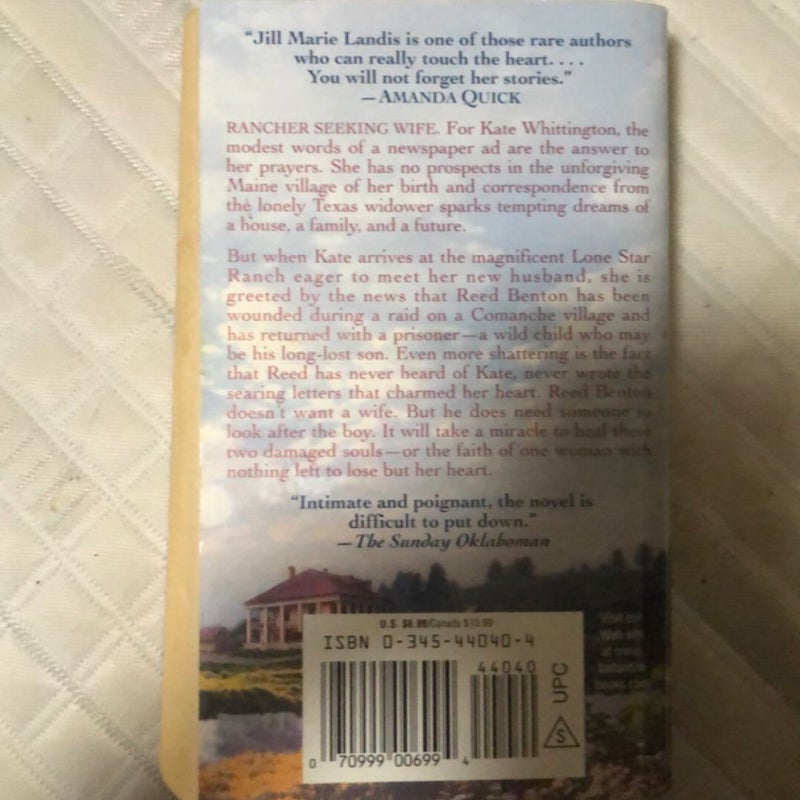 “Jill Marie Landis is one of those rare authors
who can really touch the heart. . . .
You will not forget her stories.”
—AMANDA QUICK
RANCHER SEEKING WIFE. For Kate Whittington, the
modest words of a newspaper ad are the answer to
her prayers. She has no prospects in the unforgiving
Maine village of her birth and correspondence from
the lonely Texas widower sparks tempting dreams of
a house, a family, and a future.
But when Kate arrives at the magnificent Lone Star
Ranch eager to meet her new husband, she is
greeted by the news that Reed Benton has been
wounded during a raid on a Comanche village and
has returned with a prisoner—a wild child who may
be his long-lost son. Even more shattering is the fact
that Reed has never heard of Kate, never wrote the
searing letters that charmed her heart. Reed Benton
doesn't want a wife. But he does need someone to
look after the boy. It will take a miracle to heal these
two damaged souls—or the faith of one woman with
nothing left to lose but her heart.
“Intimate and poignant, the novel is
difficult to put down.”
—The Sunday Oklahoman
U.S. $6.99/Canada $10.99
ISBN 0-345-44040-4
44040
UPC
S
0 70999 00699 4
Visit our
Web site
at www.
ballantine
books.com